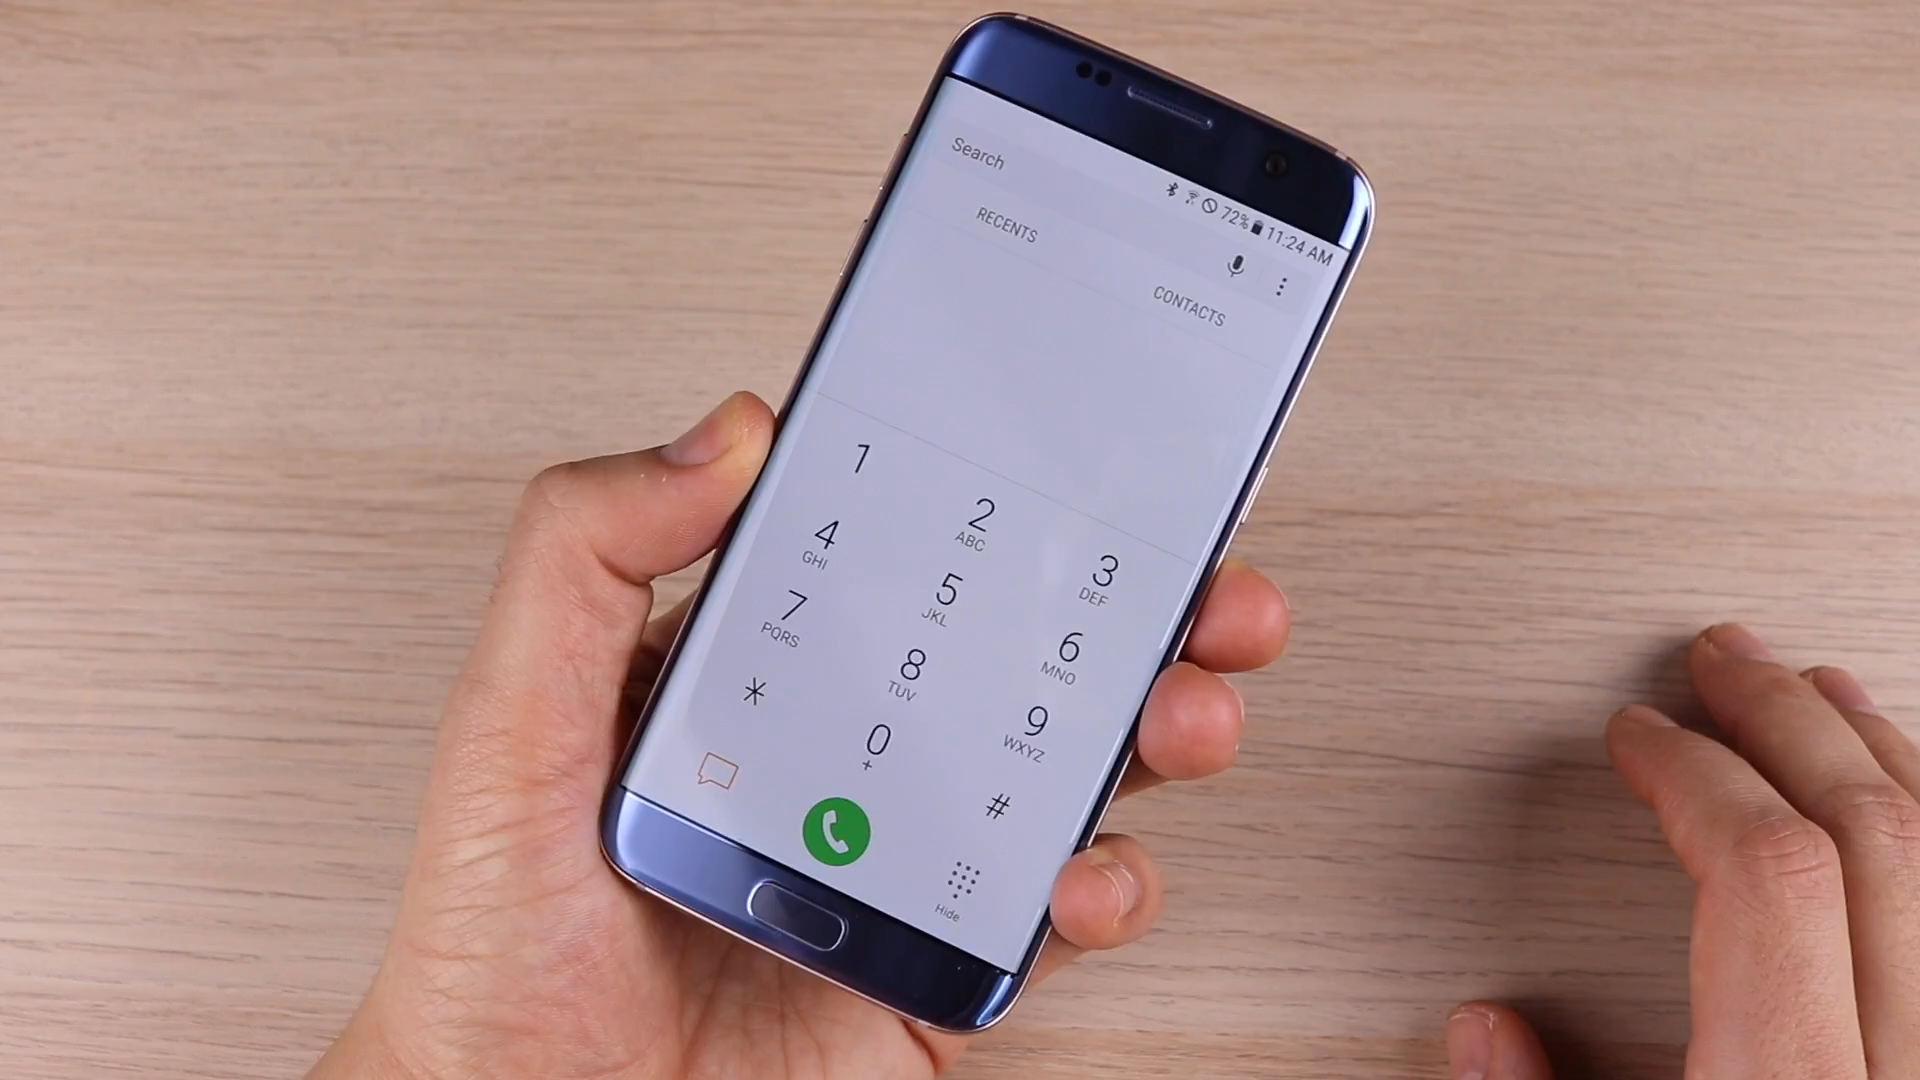 72% 11:24 AM
Search
RECENTS
CONTACTS
1
2
ABC
3
DEF
4
GHI
5
JKL
6
MNO
7
PQRS
8
TUV
9
WXYZ
*
0
+
#
Hide